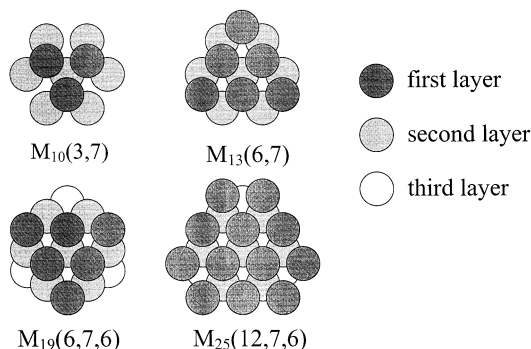 first layer
second layer
third layer
M₁₀(3,7)
M₁₃(6,7)
M₁₉(6,7,6)
M₂₅(12,7,6)